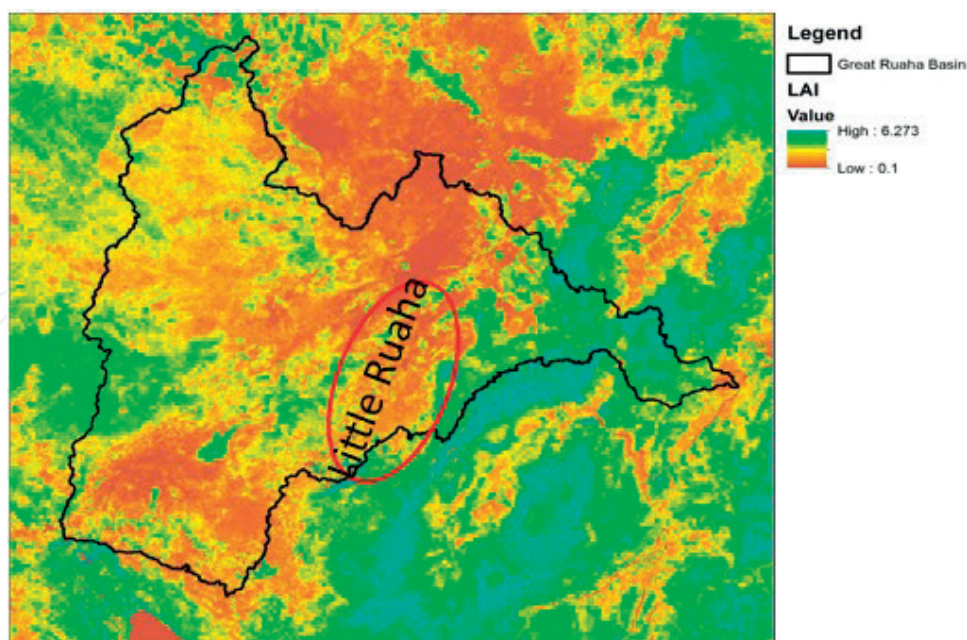 Legend
Great Ruaha Basin
LAI
Value
High : 6.273
Low : 0.1
Little Ruaha